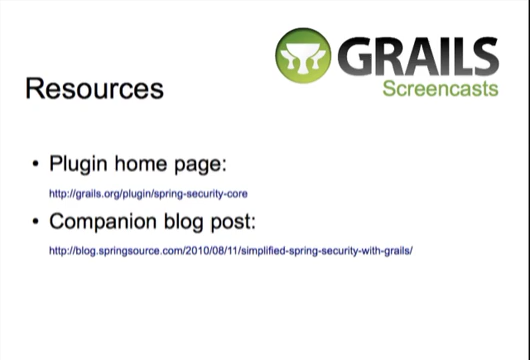 GRAILS
Screencasts
Resources
• Plugin home page:
http://grails.org/plugin/spring-security-core
• Companion blog post:
http://blog.springsource.com/2010/08/11/simplified-spring-security-with-grails/